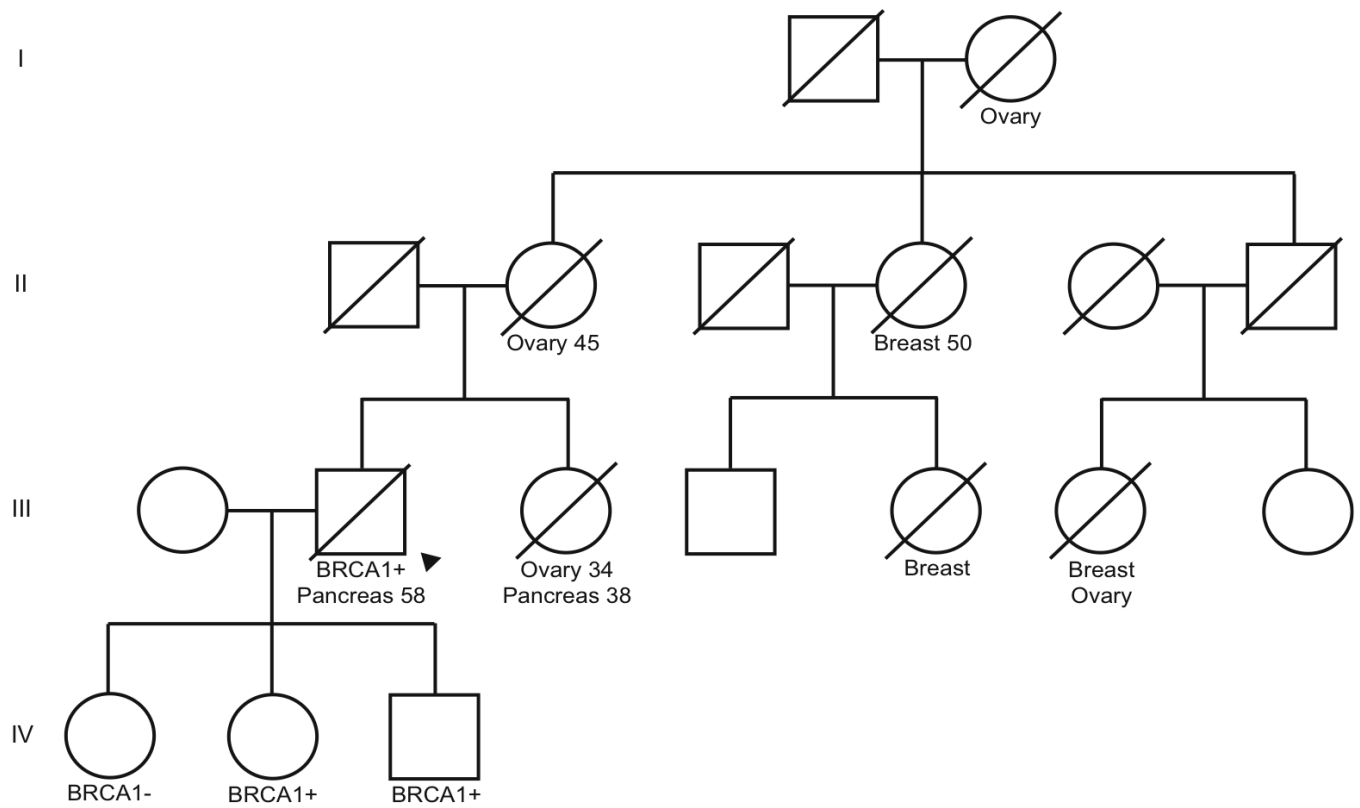 I
Ovary
II
Ovary 45
Breast 50
III
BRCA1+
Pancreas 58
Ovary 34
Pancreas 38
Breast
Breast
Ovary
IV
BRCA1-
BRCA1+
BRCA1+